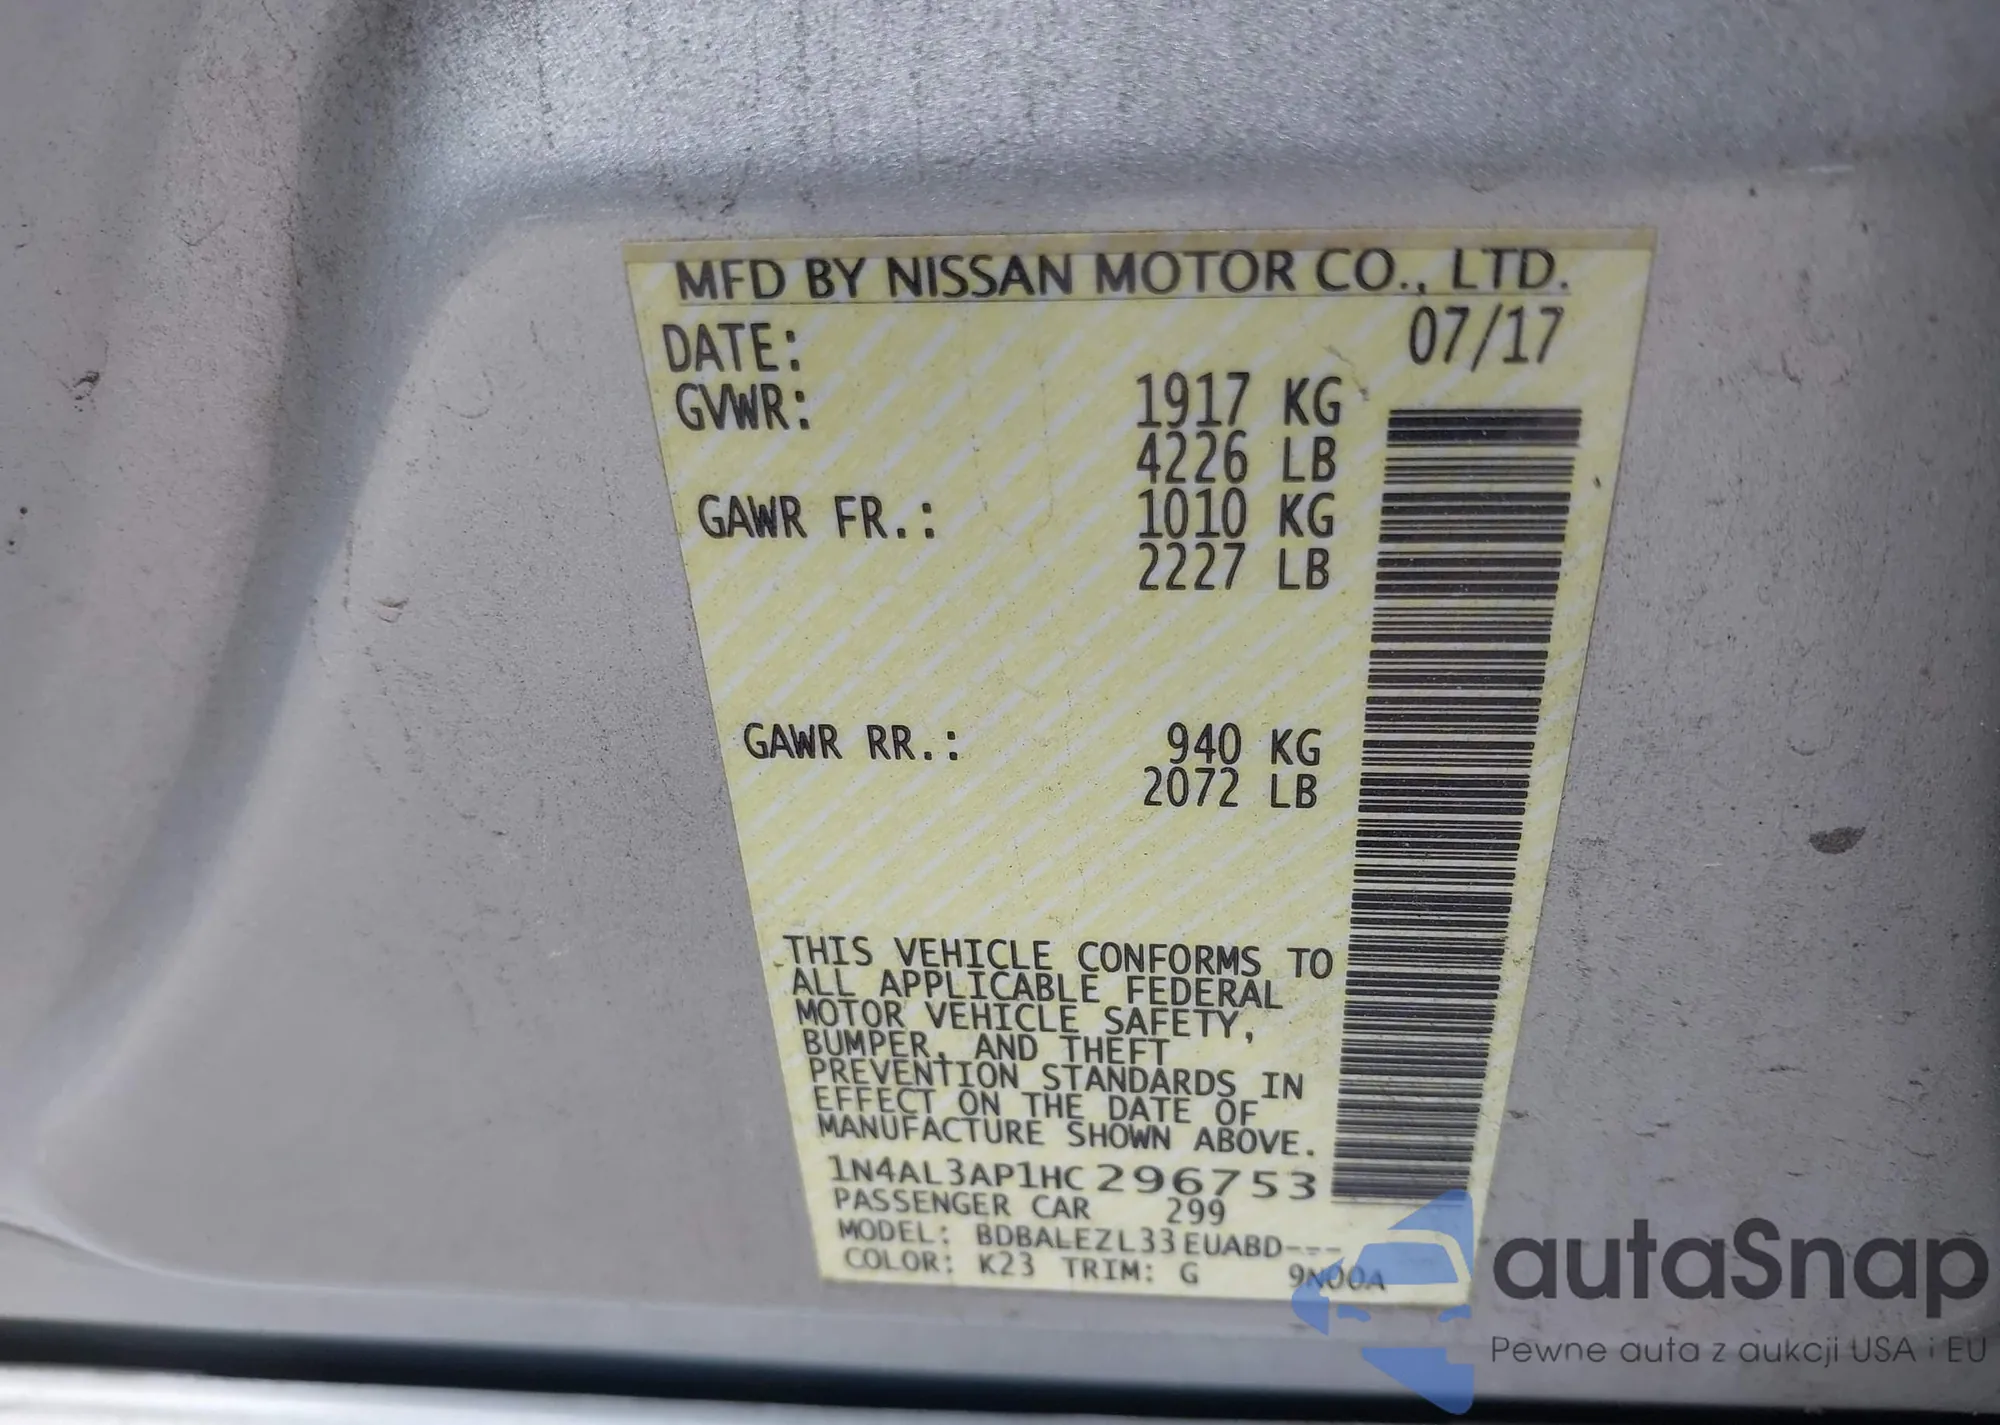 MFD BY NISSAN MOTOR CO., LTD.
DATE: 07/17
GVWR: 1917 KG
4226 LB
GAWR FR.: 1010 KG
2227 LB
GAWR RR.: 940 KG
2072 LB
THIS VEHICLE CONFORMS TO
ALL APPLICABLE FEDERAL
MOTOR VEHICLE SAFETY,
BUMPER, AND THEFT
PREVENTION STANDARDS IN
EFFECT ON THE DATE OF
MANUFACTURE SHOWN ABOVE.
1N4AL3AP1HC296753
PASSENGER CAR 299
MODEL: BDBALEZL33EUABD---
COLOR: K23 TRIM: G 9N00A
autaSnap
Pewne auta z aukcji USA i EU